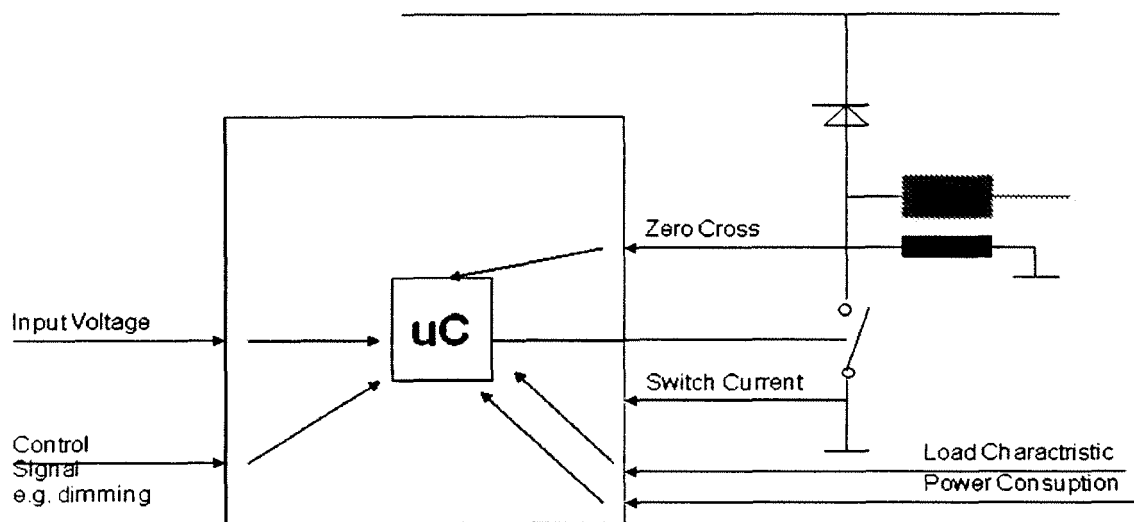 Zero Cross
Input Voltage
uC
Switch Current
Control
Signal
e.g. dimming
Load Charactristic
Power Consuption